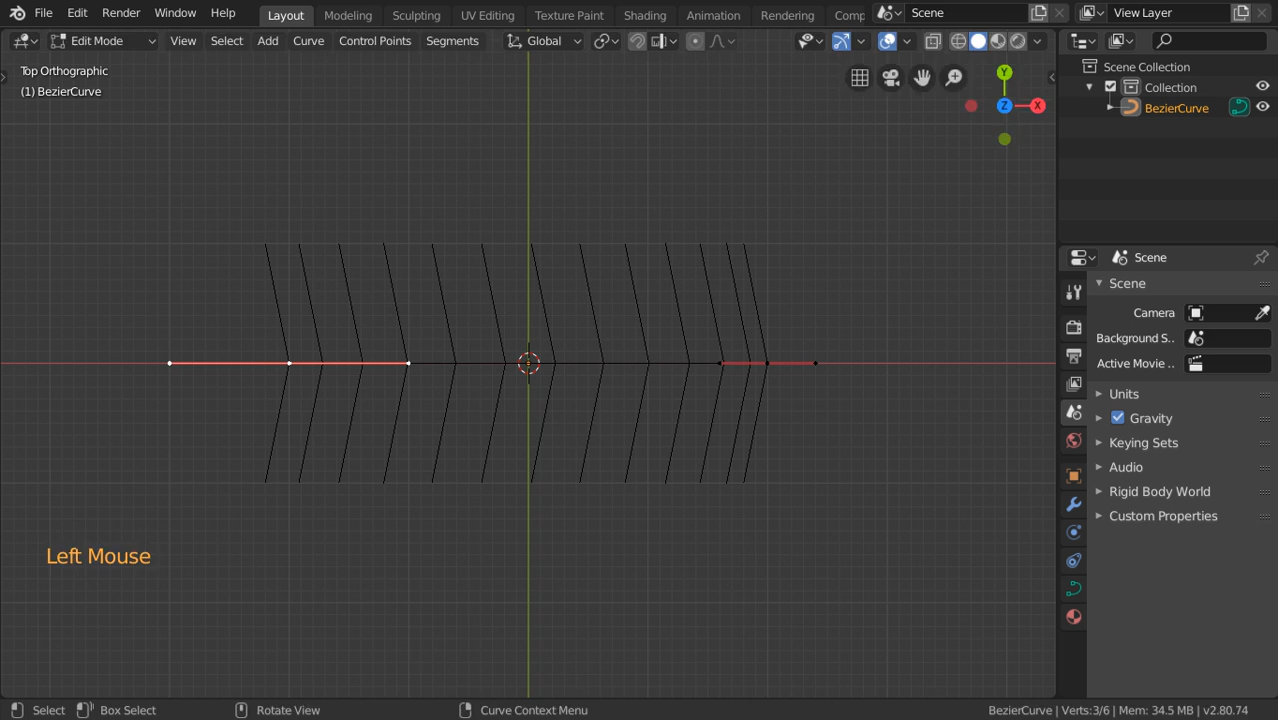 File Edit Render Window Help Layout Modeling Sculpting UV Editing Texture Paint Shading Animation Rendering Comp Scene View Layer
Edit Mode View Select Add Curve Control Points Segments Global
Top Orthographic
(1) BezierCurve
Y
Z
X
Scene Collection
Collection
BezierCurve
Scene
Scene
Camera
Background S..
Active Movie ..
Units
Gravity
Keying Sets
Audio
Rigid Body World
Custom Properties
Left Mouse
Select Box Select Rotate View Curve Context Menu BezierCurve | Verts:3/6 | Mem: 34.5 MB | v2.80.74